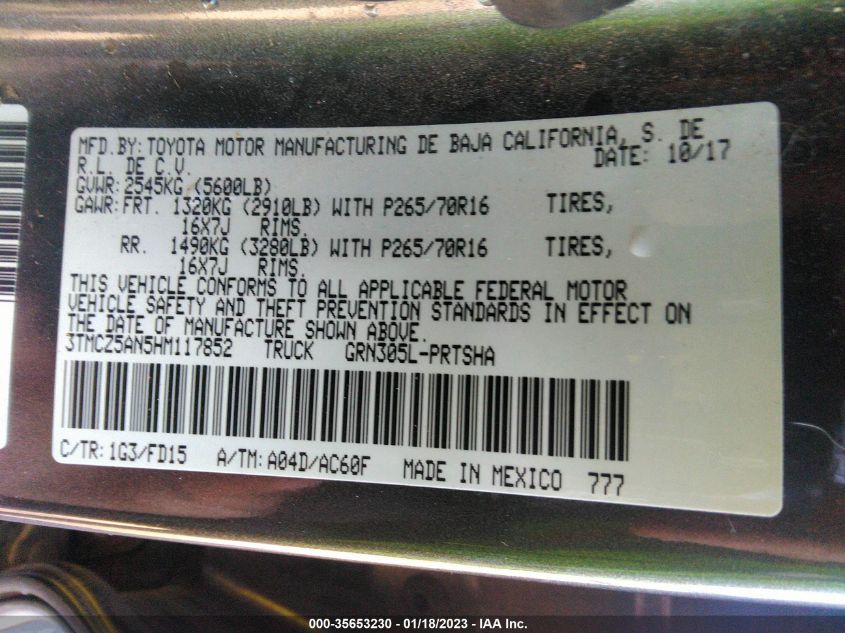 MFD. BY: TOYOTA MOTOR MANUFACTURING DE BAJA CALIFORNIA, S. DE
R.L. DE C.V. DATE: 10/17
GVWR: 2545KG (5600LB)
GAWR: FRT. 1320KG (2910LB) WITH P265/70R16 TIRES,
16X7J RIMS.
RR. 1490KG (3280LB) WITH P265/70R16 TIRES,
16X7J RIMS.
THIS VEHICLE CONFORMS TO ALL APPLICABLE FEDERAL MOTOR
VEHICLE SAFETY AND THEFT PREVENTION STANDARDS IN EFFECT ON
THE DATE OF MANUFACTURE SHOWN ABOVE.
3TMCZ5AN5HM117852 TRUCK GRN305L-PRTSHA
C/TR: 1G3/FD15 A/TM: A04D/AC60F MADE IN MEXICO 777
000-35653230 - 01/18/2023 - IAA Inc.